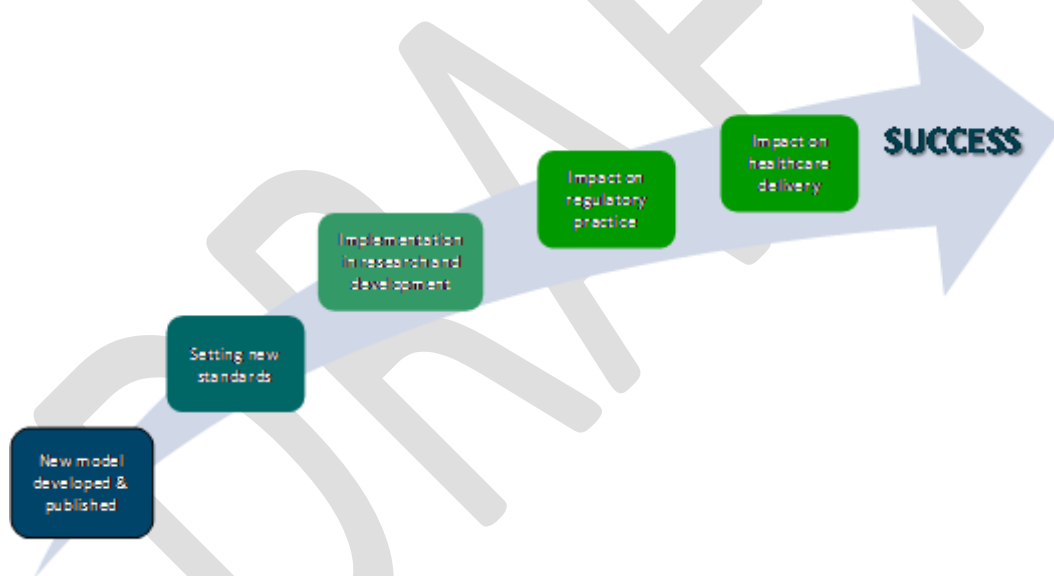 SUCCESS
Impact on
healthcare
delivery
Impact on
regulatory
practice
Implementation
in research and
development
Setting new
standards
New model
developed &
published
DRAFT